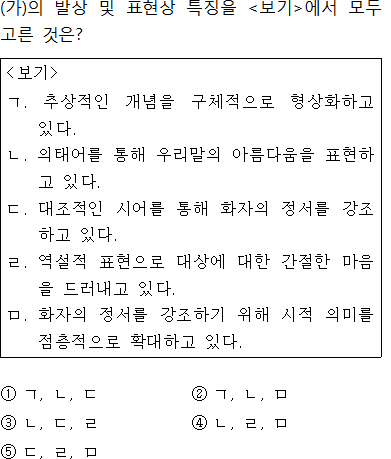 (가)의 발상 및 표현상 특징을 <보기>에서 모두
고른 것은?
<보기>
ㄱ. 추상적인 개념을 구체적으로 형상화하고
있다.
ㄴ. 의태어를 통해 우리말의 아름다움을 표현하
고 있다.
ㄷ. 대조적인 시어를 통해 화자의 정서를 강조
하고 있다.
ㄹ. 역설적 표현으로 대상에 대한 간절한 마음
을 드러내고 있다.
ㅁ. 화자의 정서를 강조하기 위해 시적 의미를
점층적으로 확대하고 있다.
① ㄱ, ㄴ, ㄷ ② ㄱ, ㄴ, ㅁ
③ ㄴ, ㄷ, ㄹ ④ ㄴ, ㄹ, ㅁ
⑤ ㄷ, ㄹ, ㅁ